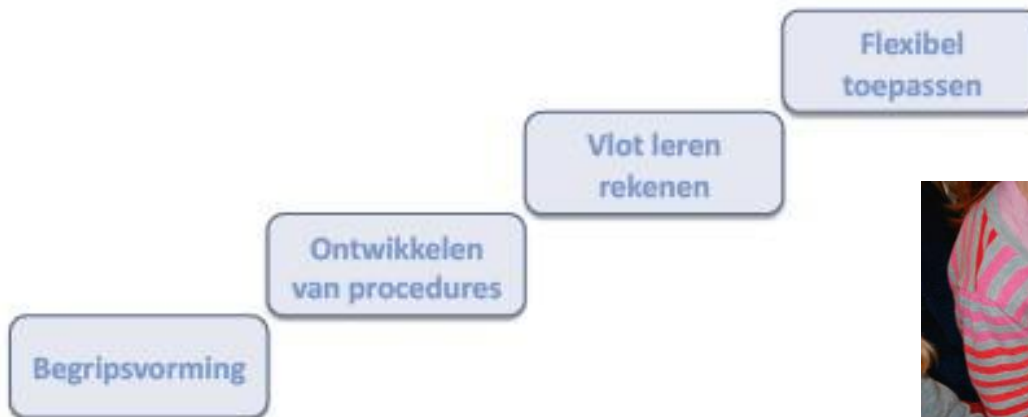 Flexibel
toepassen
Vlot leren
rekenen
Ontwikkelen
van procedures
Begripsvorming